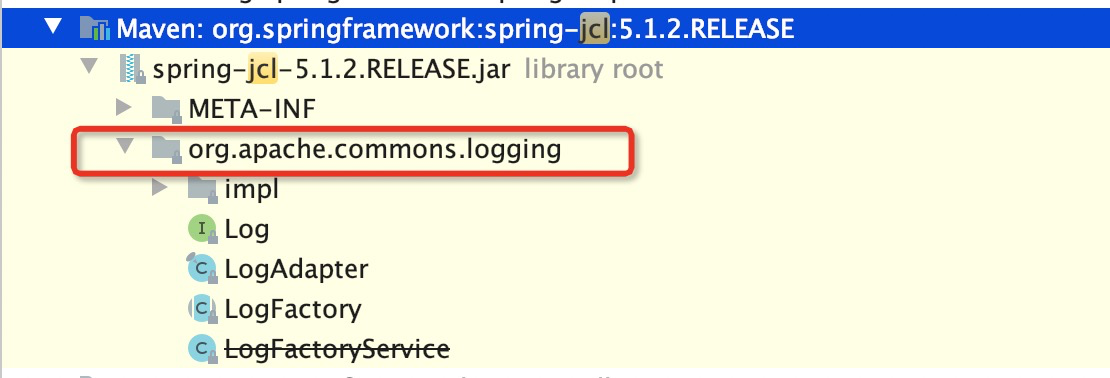 Maven: org.springframework:spring-jcl:5.1.2.RELEASE
spring-jcl-5.1.2.RELEASE.jar library root
META-INF
org.apache.commons.logging
impl
I Log
C LogAdapter
C LogFactory
C LogFactoryService